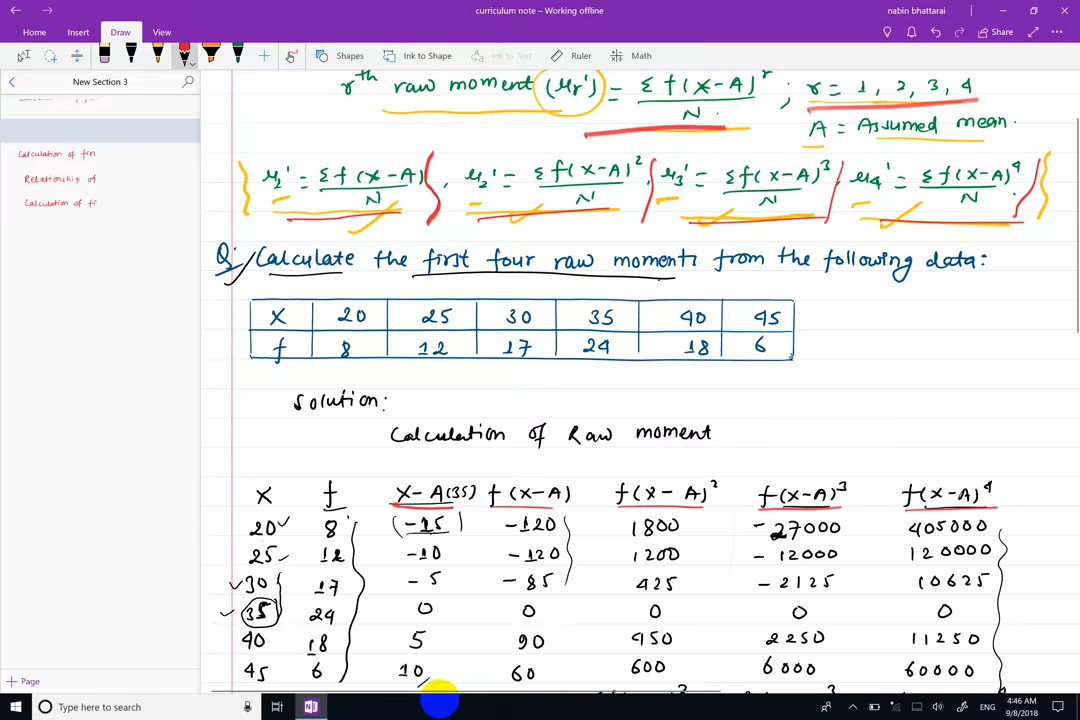 curriculum note - Working offline
nabin bhattarai
Home Insert Draw View
Share
Shapes Ink to Shape Ink to Text Ruler Math
New Section 3
Calculation of fin
Relationship of
Calculation of fi
Page
rth raw moment (μr') = Σf(x-A)^r / N ; r = 1, 2, 3, 4
A = Assumed mean.
μ1' = Σf(x-A) / N , μ2' = Σf(x-A)² / N , μ3' = Σf(x-A)³ / N , μ4' = Σf(x-A)⁴ / N
Q: Calculate the first four raw moments from the following data:
X 20 25 30 35 40 45
f 8 12 17 24 18 6
Solution:
Calculation of Raw moment
X f X-A(35) f(x-A) f(x-A)² f(x-A)³ f(x-A)⁴
20 8 (-15) -120 1800 -27000 405000
25 12 -10 -120 1200 -12000 120000
30 17 -5 -85 425 -2125 10625
35 24 0 0 0 0 0
40 18 5 90 450 2250 11250
45 6 10 60 600 6000 60000
Type here to search
ENG
4:46 AM
9/8/2018